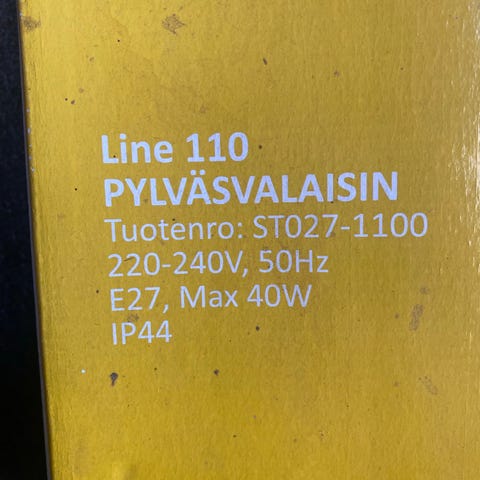 Line 110
PYLVÄSVALAISIN
Tuotenro: ST027-1100
220-240V, 50Hz
E27, Max 40W
IP44